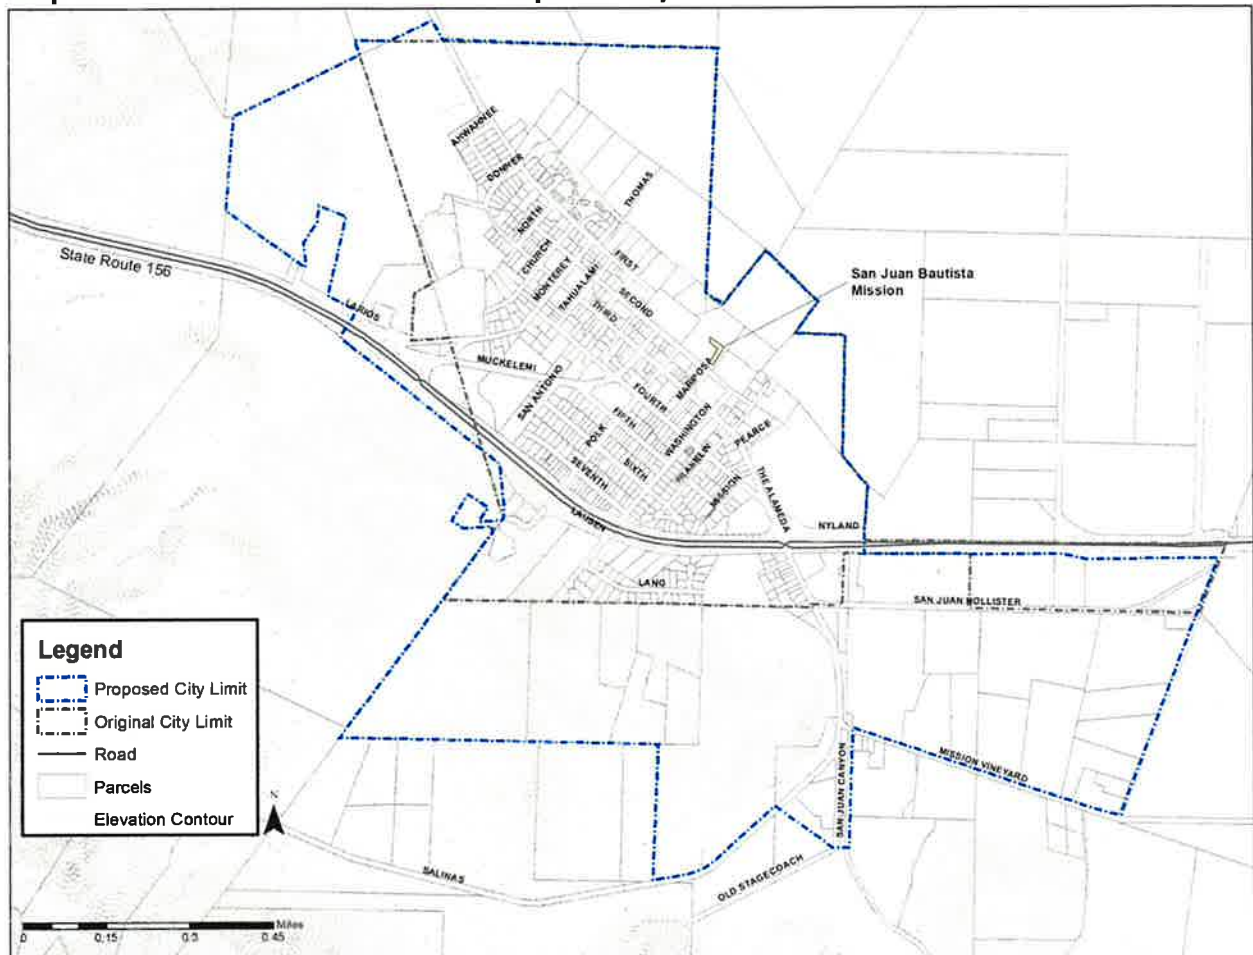 AHWAHNEE
DONNER
THOMAS
NORTH
FIRST
CHURCH
MONTEREY
TAHUALAMI
San Juan Bautista
Mission
State Route 156
SECOND
THIRD
LARIOS
MUCKELEMI
MARIPOSA
SAN ANTONIO
FOURTH
FIFTH
WASHINGTON
POLK
PEARCE
FRANKLIN
SIXTH
SEVENTH
MISSION
THE ALAMEDA
LAUSEN
NYLAND
LANG
SAN JUAN HOLLISTER
Legend
Proposed City Limit
Original City Limit
Road
Parcels
Elevation Contour
N
MISSION VINEYARD
SAN JUAN CANYON
SALINAS
OLD STAGECOACH
Miles
0 0.15 0.3 0.45